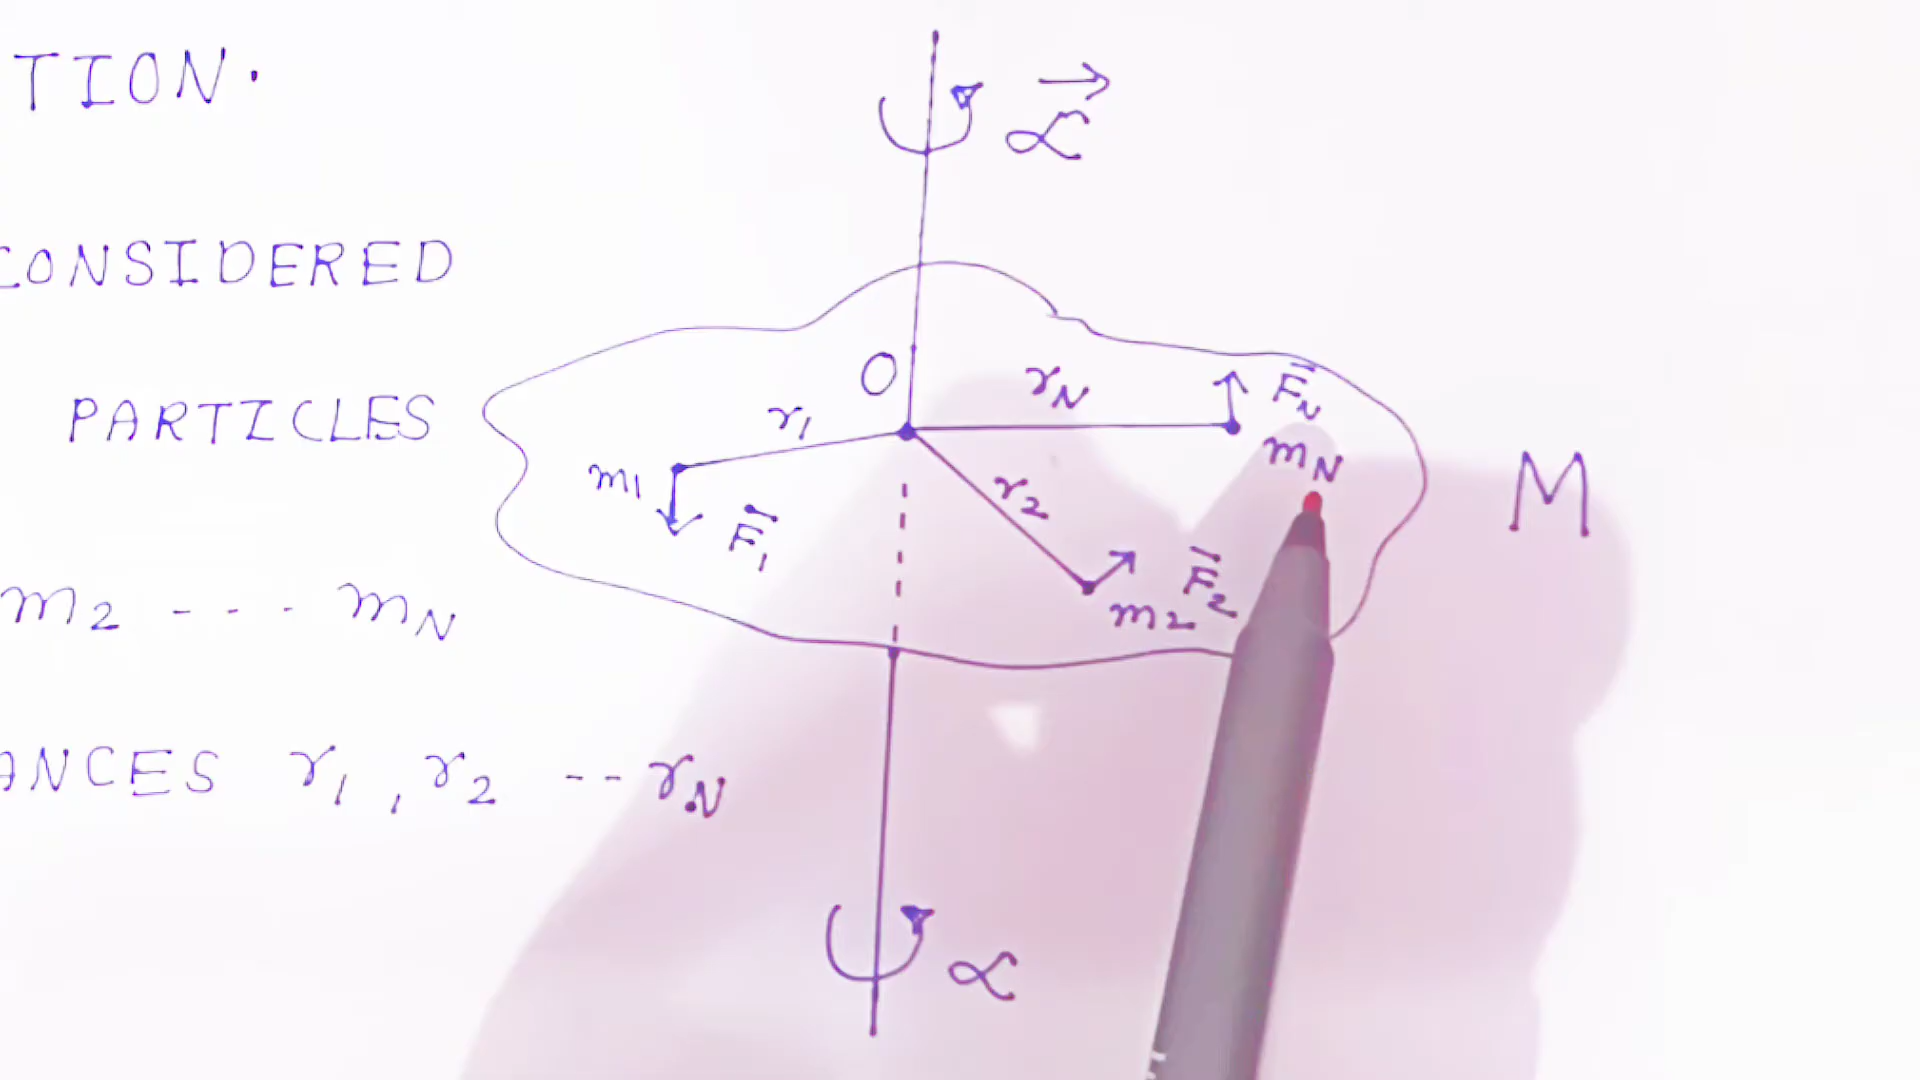 TION.
CONSIDERED
PARTICLES
m2 --- mN
ANCES r1, r2 -- rN
α⃗
O
rN
F⃗N
r1
mN
m1
r2
M
F⃗1
F⃗2
m2
α